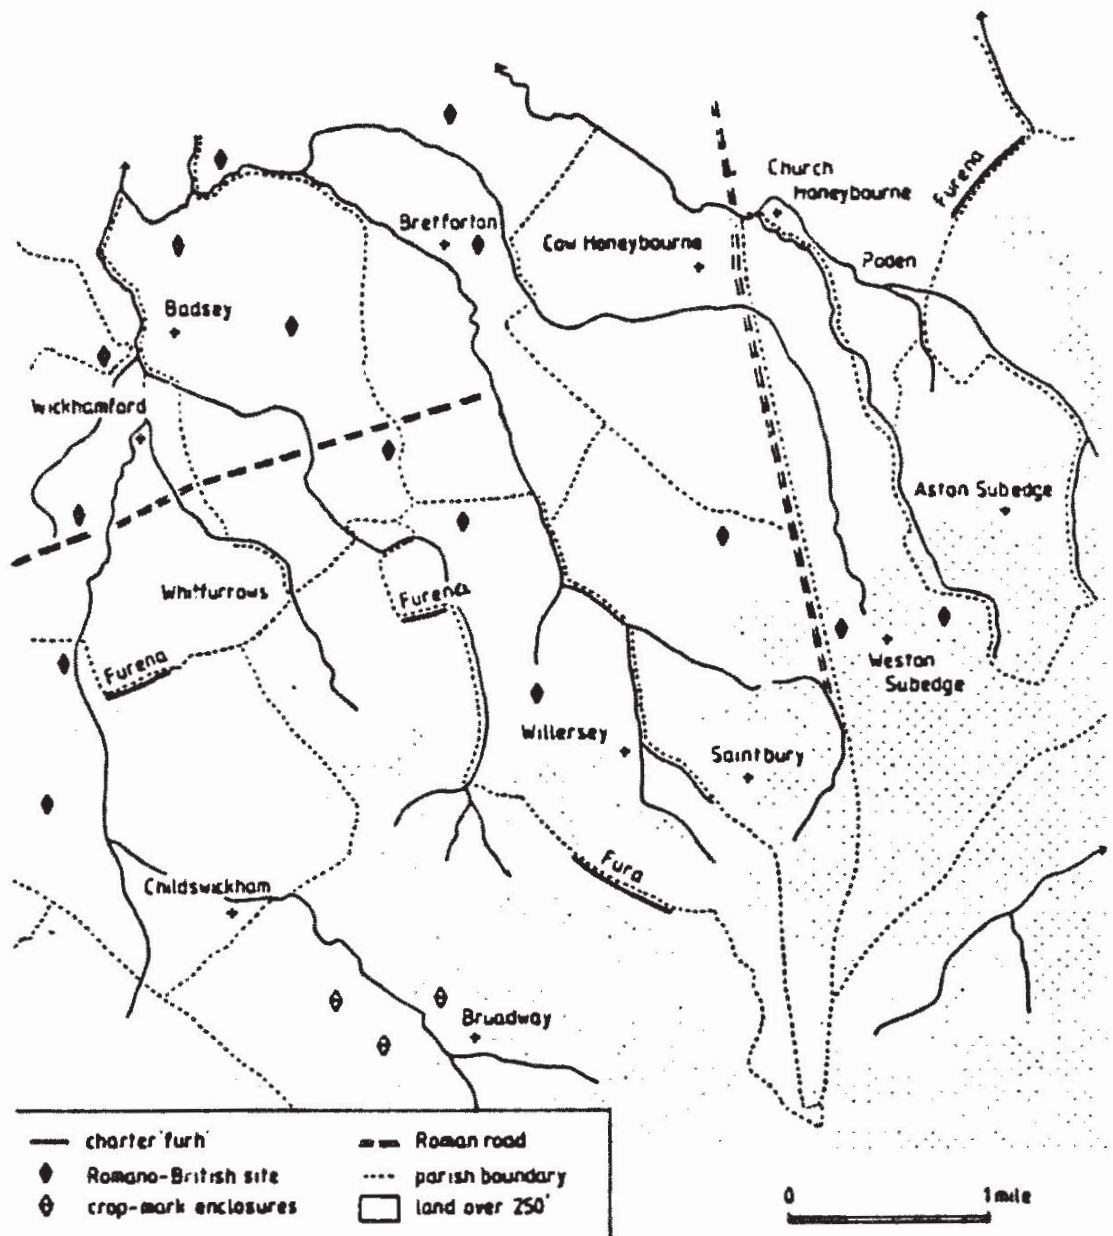 Church
Honeybourne
Furena
Bretforton
Cow Honeybourne
Poden
Badsey
Wickhamford
Aston Subedge
Whitfurrows
Furena
Furena
Weston
Subedge
Willersey
Saintbury
Fura
Childswickham
Broadway
charter 'furh'
Roman road
Romano-British site
parish boundary
crop-mark enclosures
land over 250'
0
1 mile